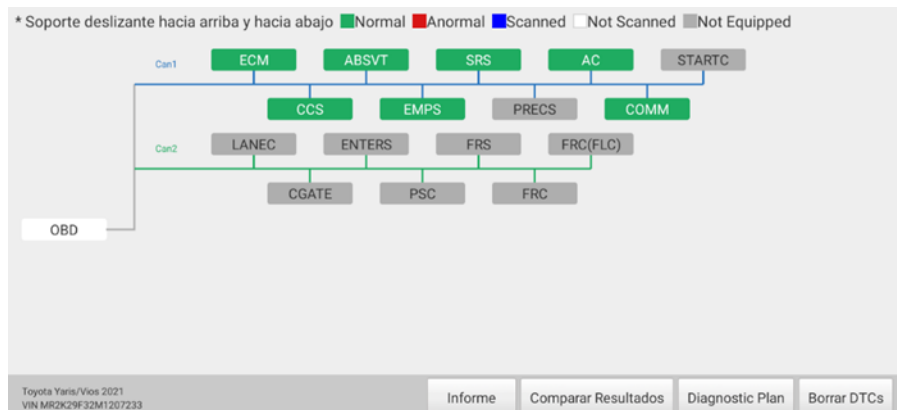 * Soporte deslizante hacia arriba y hacia abajo Normal Anormal Scanned Not Scanned Not Equipped
Can1 ECM ABSVT SRS AC STARTC
CCS EMPS PRECS COMM
Can2 LANEC ENTERS FRS FRC(FLC)
CGATE PSC FRC
OBD
Toyota Yaris/Vios 2021
VIN MR2K29F32M1207233
Informe Comparar Resultados Diagnostic Plan Borrar DTCs